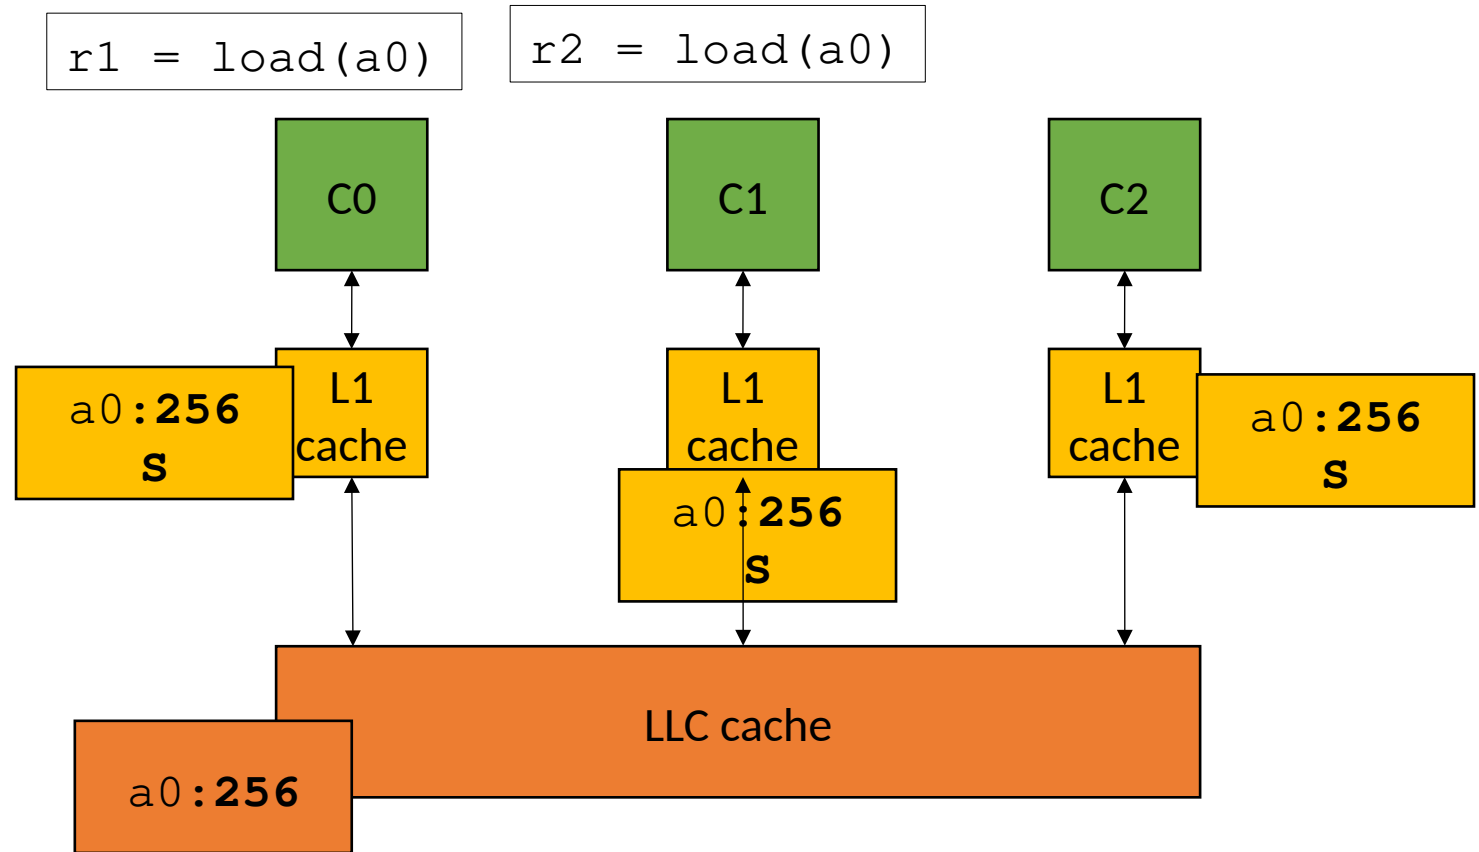 r1 = load(a0)
r2 = load(a0)
C0
C1
C2
L1
cache
L1
cache
L1
cache
a0:256
S
a0:256
S
a0:256
S
LLC cache
a0:256